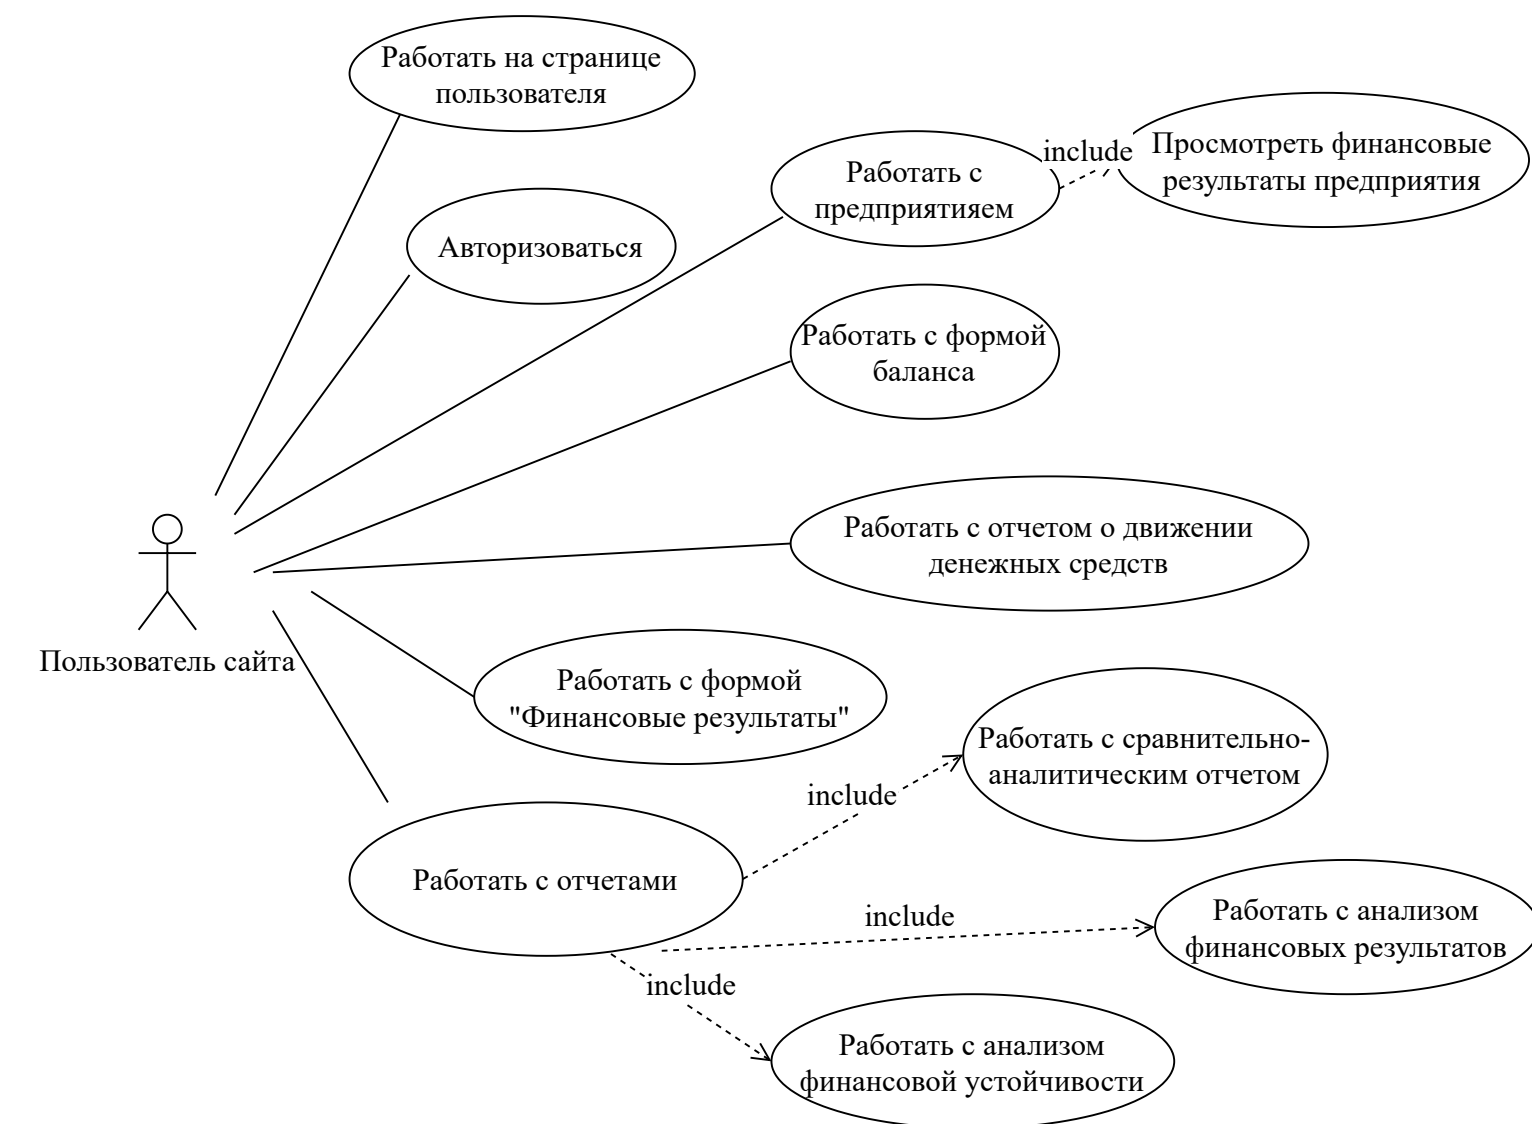 Работать на странице
пользователя
Авторизоваться
Работать с
предприятияем
include
Просмотреть финансовые
результаты предприятия
Работать с формой
баланса
Работать с отчетом о движении
денежных средств
Пользователь сайта
Работать с формой
"Финансовые результаты"
include
Работать с сравнительно-
аналитическим отчетом
Работать с отчетами
include
Работать с анализом
финансовых результатов
include
Работать с анализом
финансовой устойчивости